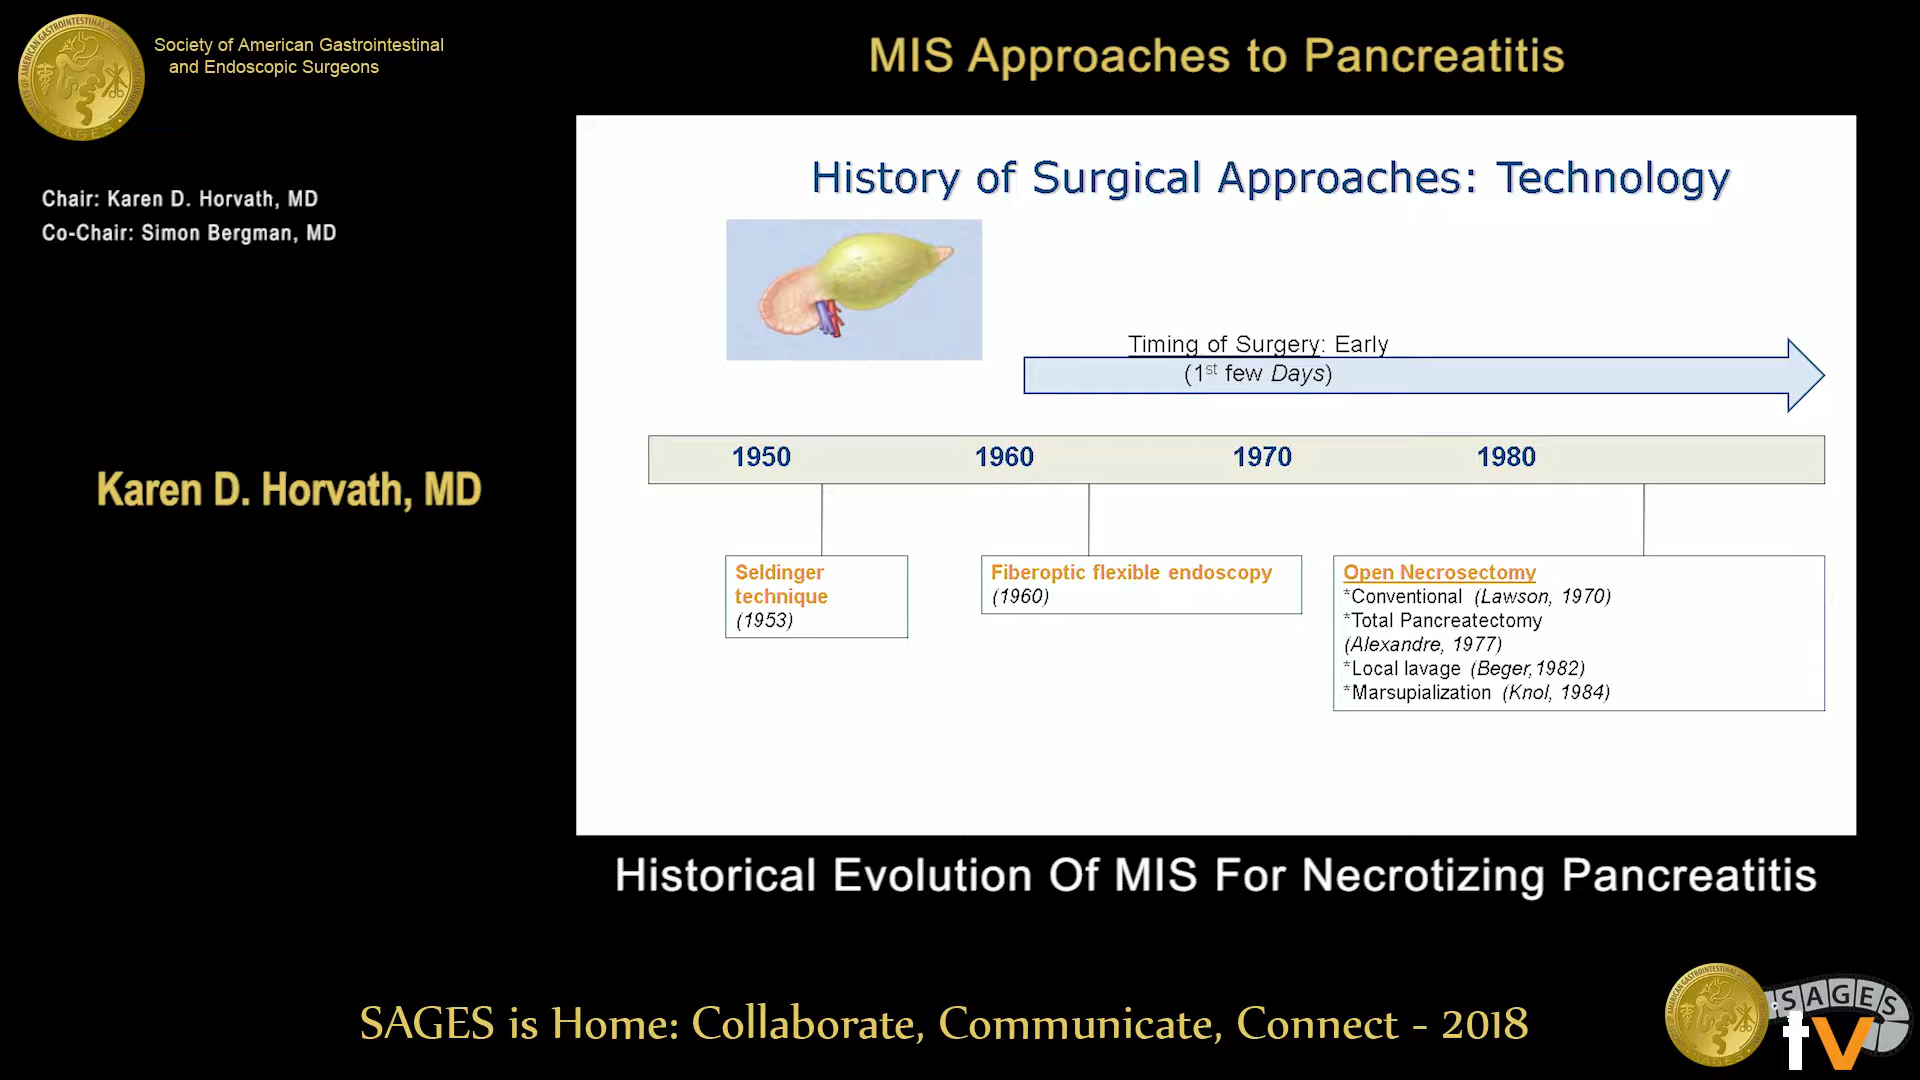 Society of American Gastrointestinal
and Endoscopic Surgeons
MIS Approaches to Pancreatitis
Chair: Karen D. Horvath, MD
Co-Chair: Simon Bergman, MD
Karen D. Horvath, MD
History of Surgical Approaches: Technology
Timing of Surgery: Early
(1st few Days)
1950 1960 1970 1980
Seldinger
technique
(1953)
Fiberoptic flexible endoscopy
(1960)
Open Necrosectomy
*Conventional (Lawson, 1970)
*Total Pancreatectomy
(Alexandre, 1977)
*Local lavage (Beger,1982)
*Marsupialization (Knol, 1984)
Historical Evolution Of MIS For Necrotizing Pancreatitis
SAGES is Home: Collaborate, Communicate, Connect - 2018
SAGES
tv